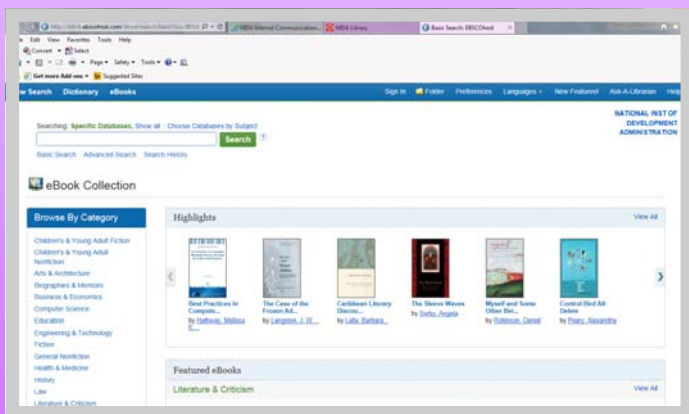 NIDA Internal Communication...
NIDA Library
Basic Search: EBSCOhost
Edit View Favorites Tools Help
Convert Select
Page Safety Tools
Get more Add-ons Suggested Sites
Search Dictionary eBooks
Sign In Folder Preferences Languages New Features! Ask-A-Librarian Help
NATIONAL INST OF
DEVELOPMENT
ADMINISTRATION
Searching: Specific Databases, Show all Choose Databases by Subject
Search
Basic Search Advanced Search Search History
eBook Collection
Browse By Category
Children's & Young Adult Fiction
Children's & Young Adult
Nonfiction
Arts & Architecture
Biographies & Memoirs
Business & Economics
Computer Science
Education
Engineering & Technology
Fiction
General Nonfiction
Health & Medicine
History
Law
Literature & Criticism
Highlights
View All
Best Practices in
Compute...
by Hathway, Melissa
E...
The Case of the
Frozen Ad...
by Langston, J. W...
Caribbean Literary
Discou...
by Lalla, Barbara...
The Sleeve Waves
by Sorby, Angela
Myself and Some
Other Bei...
by Robinson, Daniel
Control Bird Alt
Delete
by Peary, Alexandria
Featured eBooks
Literature & Criticism
View All